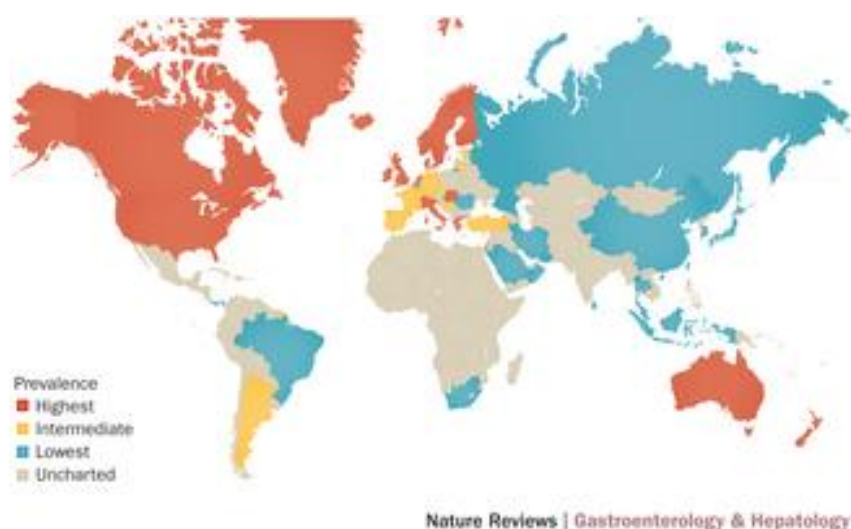 Prevalence
Highest
Intermediate
Lowest
Uncharted
Nature Reviews | Gastroenterology & Hepatology